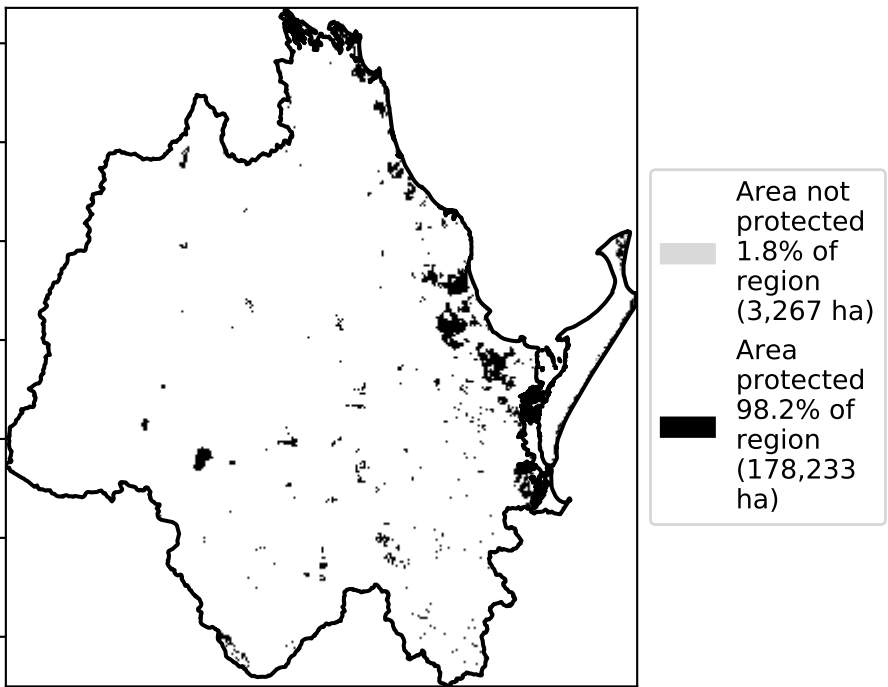 Area not
protected
1.8% of
region
(3,267 ha)
Area
protected
98.2% of
region
(178,233
ha)